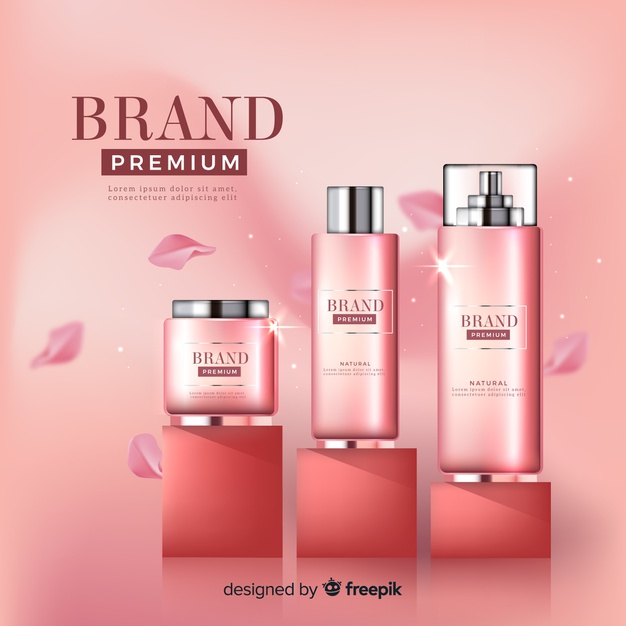 BRAND
PREMIUM
Lorem ipsum dolor sit amet,
consectetuer adipiscing elit.
BRAND
PREMIUM
BRAND
PREMIUM
NATURAL
BRAND
PREMIUM
NATURAL
Lorem ipsum dolor sit amet,
consectetuer adipiscing elit.
designed by freepik